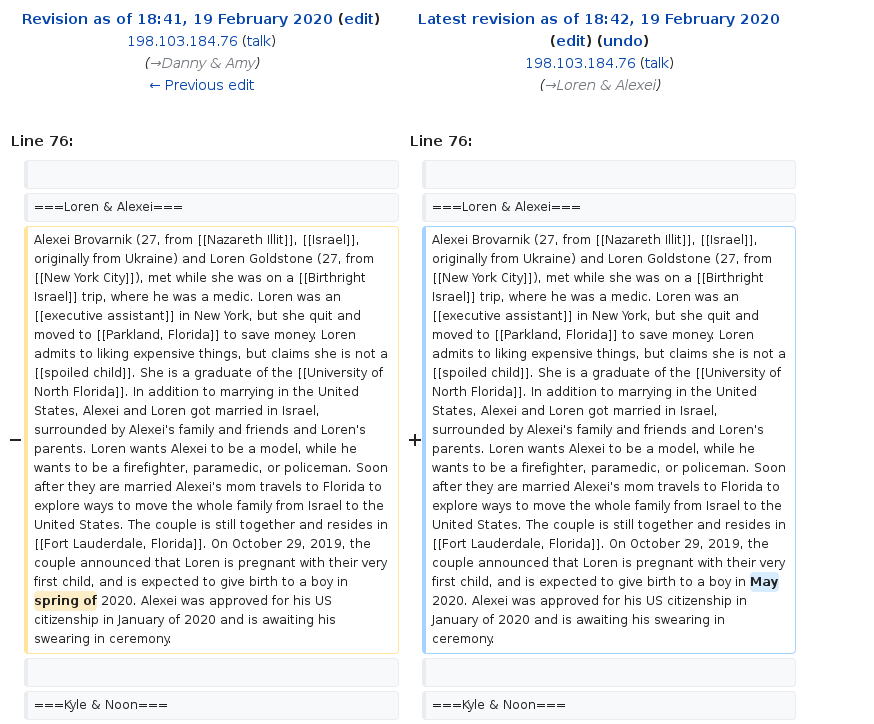 Revision as of 18:41, 19 February 2020 (edit)
198.103.184.76 (talk)
(→Danny & Amy)
← Previous edit
Latest revision as of 18:42, 19 February 2020
(edit) (undo)
198.103.184.76 (talk)
(→Loren & Alexei)
Line 76:
Line 76:
===Loren & Alexei===
===Loren & Alexei===
−
Alexei Brovarnik (27, from [[Nazareth Illit]], [[Israel]],
originally from Ukraine) and Loren Goldstone (27, from
[[New York City]]), met while she was on a [[Birthright
Israel]] trip, where he was a medic. Loren was an
[[executive assistant]] in New York, but she quit and
moved to [[Parkland, Florida]] to save money. Loren
admits to liking expensive things, but claims she is not a
[[spoiled child]]. She is a graduate of the [[University of
North Florida]]. In addition to marrying in the United
States, Alexei and Loren got married in Israel,
surrounded by Alexei's family and friends and Loren's
parents. Loren wants Alexei to be a model, while he
wants to be a firefighter, paramedic, or policeman. Soon
after they are married Alexei's mom travels to Florida to
explore ways to move the whole family from Israel to the
United States. The couple is still together and resides in
[[Fort Lauderdale, Florida]]. On October 29, 2019, the
couple announced that Loren is pregnant with their very
first child, and is expected to give birth to a boy in
spring of 2020. Alexei was approved for his US
citizenship in January of 2020 and is awaiting his
swearing in ceremony.
+
Alexei Brovarnik (27, from [[Nazareth Illit]], [[Israel]],
originally from Ukraine) and Loren Goldstone (27, from
[[New York City]]), met while she was on a [[Birthright
Israel]] trip, where he was a medic. Loren was an
[[executive assistant]] in New York, but she quit and
moved to [[Parkland, Florida]] to save money. Loren
admits to liking expensive things, but claims she is not a
[[spoiled child]]. She is a graduate of the [[University of
North Florida]]. In addition to marrying in the United
States, Alexei and Loren got married in Israel,
surrounded by Alexei's family and friends and Loren's
parents. Loren wants Alexei to be a model, while he
wants to be a firefighter, paramedic, or policeman. Soon
after they are married Alexei's mom travels to Florida to
explore ways to move the whole family from Israel to the
United States. The couple is still together and resides in
[[Fort Lauderdale, Florida]]. On October 29, 2019, the
couple announced that Loren is pregnant with their very
first child, and is expected to give birth to a boy in May
2020. Alexei was approved for his US citizenship in
January of 2020 and is awaiting his swearing in
ceremony.
===Kyle & Noon===
===Kyle & Noon===